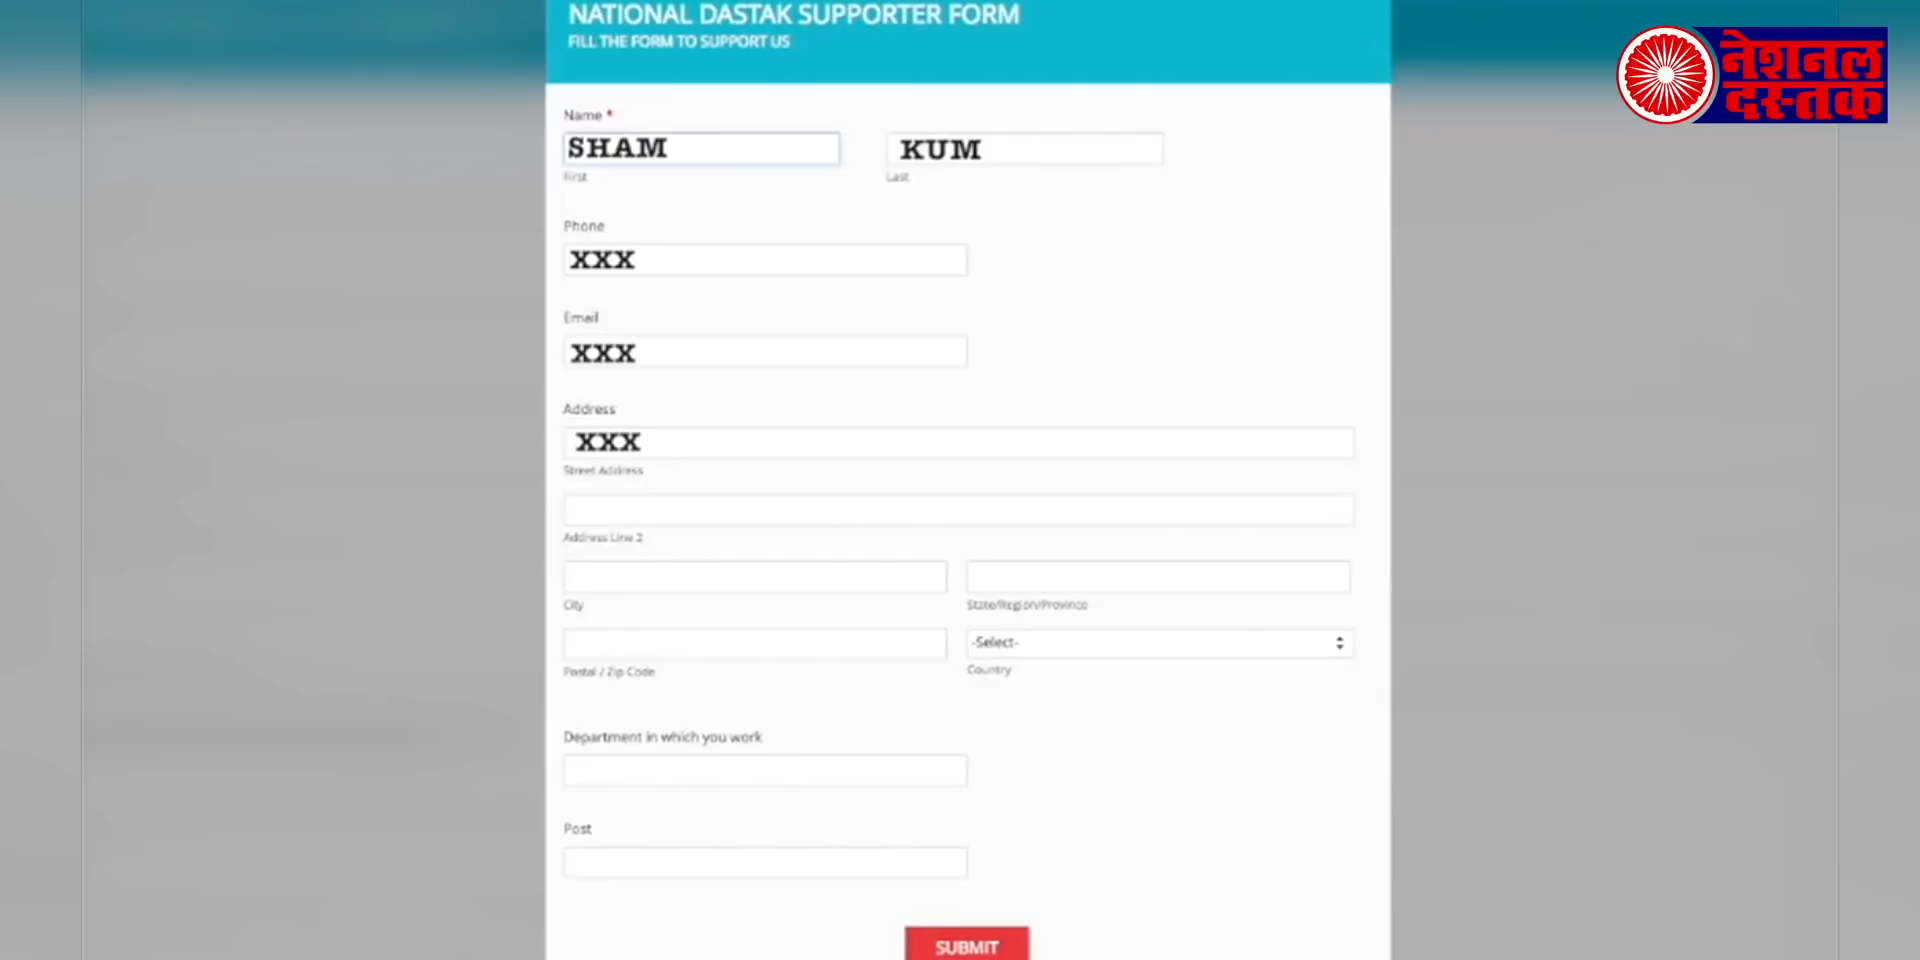 NATIONAL DASTAK SUPPORTER FORM
FILL THE FORM TO SUPPORT US
नेशनल
दस्तक
Name *
SHAM KUM
First Last
Phone
XXX
Email
XXX
Address
XXX
Street Address
Address Line 2
City State/Region/Province
-Select-
Postal / Zip Code Country
Department in which you work
Post
SUBMIT